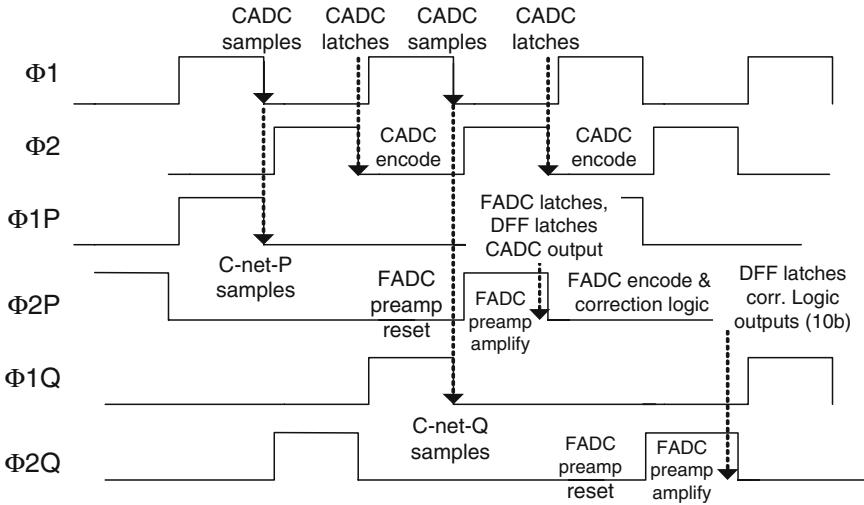 CADC samples
CADC latches
CADC samples
CADC latches
Φ1
Φ2
CADC encode
CADC encode
Φ1P
FADC latches,
DFF latches
CADC output
C-net-P
samples
Φ2P
FADC
preamp
reset
FADC
preamp
amplify
FADC encode &
correction logic
DFF latches
corr. Logic
outputs (10b)
Φ1Q
C-net-Q
samples
Φ2Q
FADC
preamp
reset
FADC
preamp
amplify